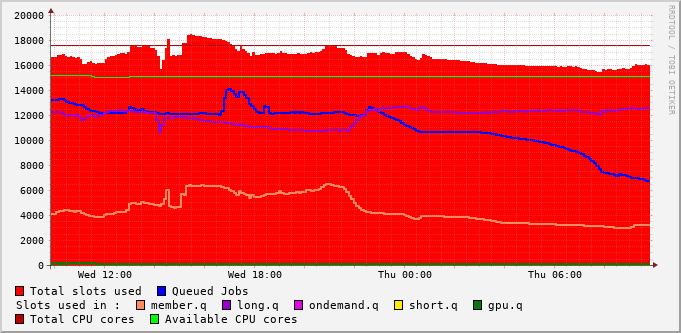 RRDTOOL / TOBI OETIKER
20000
18000
16000
14000
12000
10000
8000
6000
4000
2000
0
Wed 12:00 Wed 18:00 Thu 00:00 Thu 06:00
Total slots used Queued Jobs
Slots used in : member.q long.q ondemand.q short.q gpu.q
Total CPU cores Available CPU cores